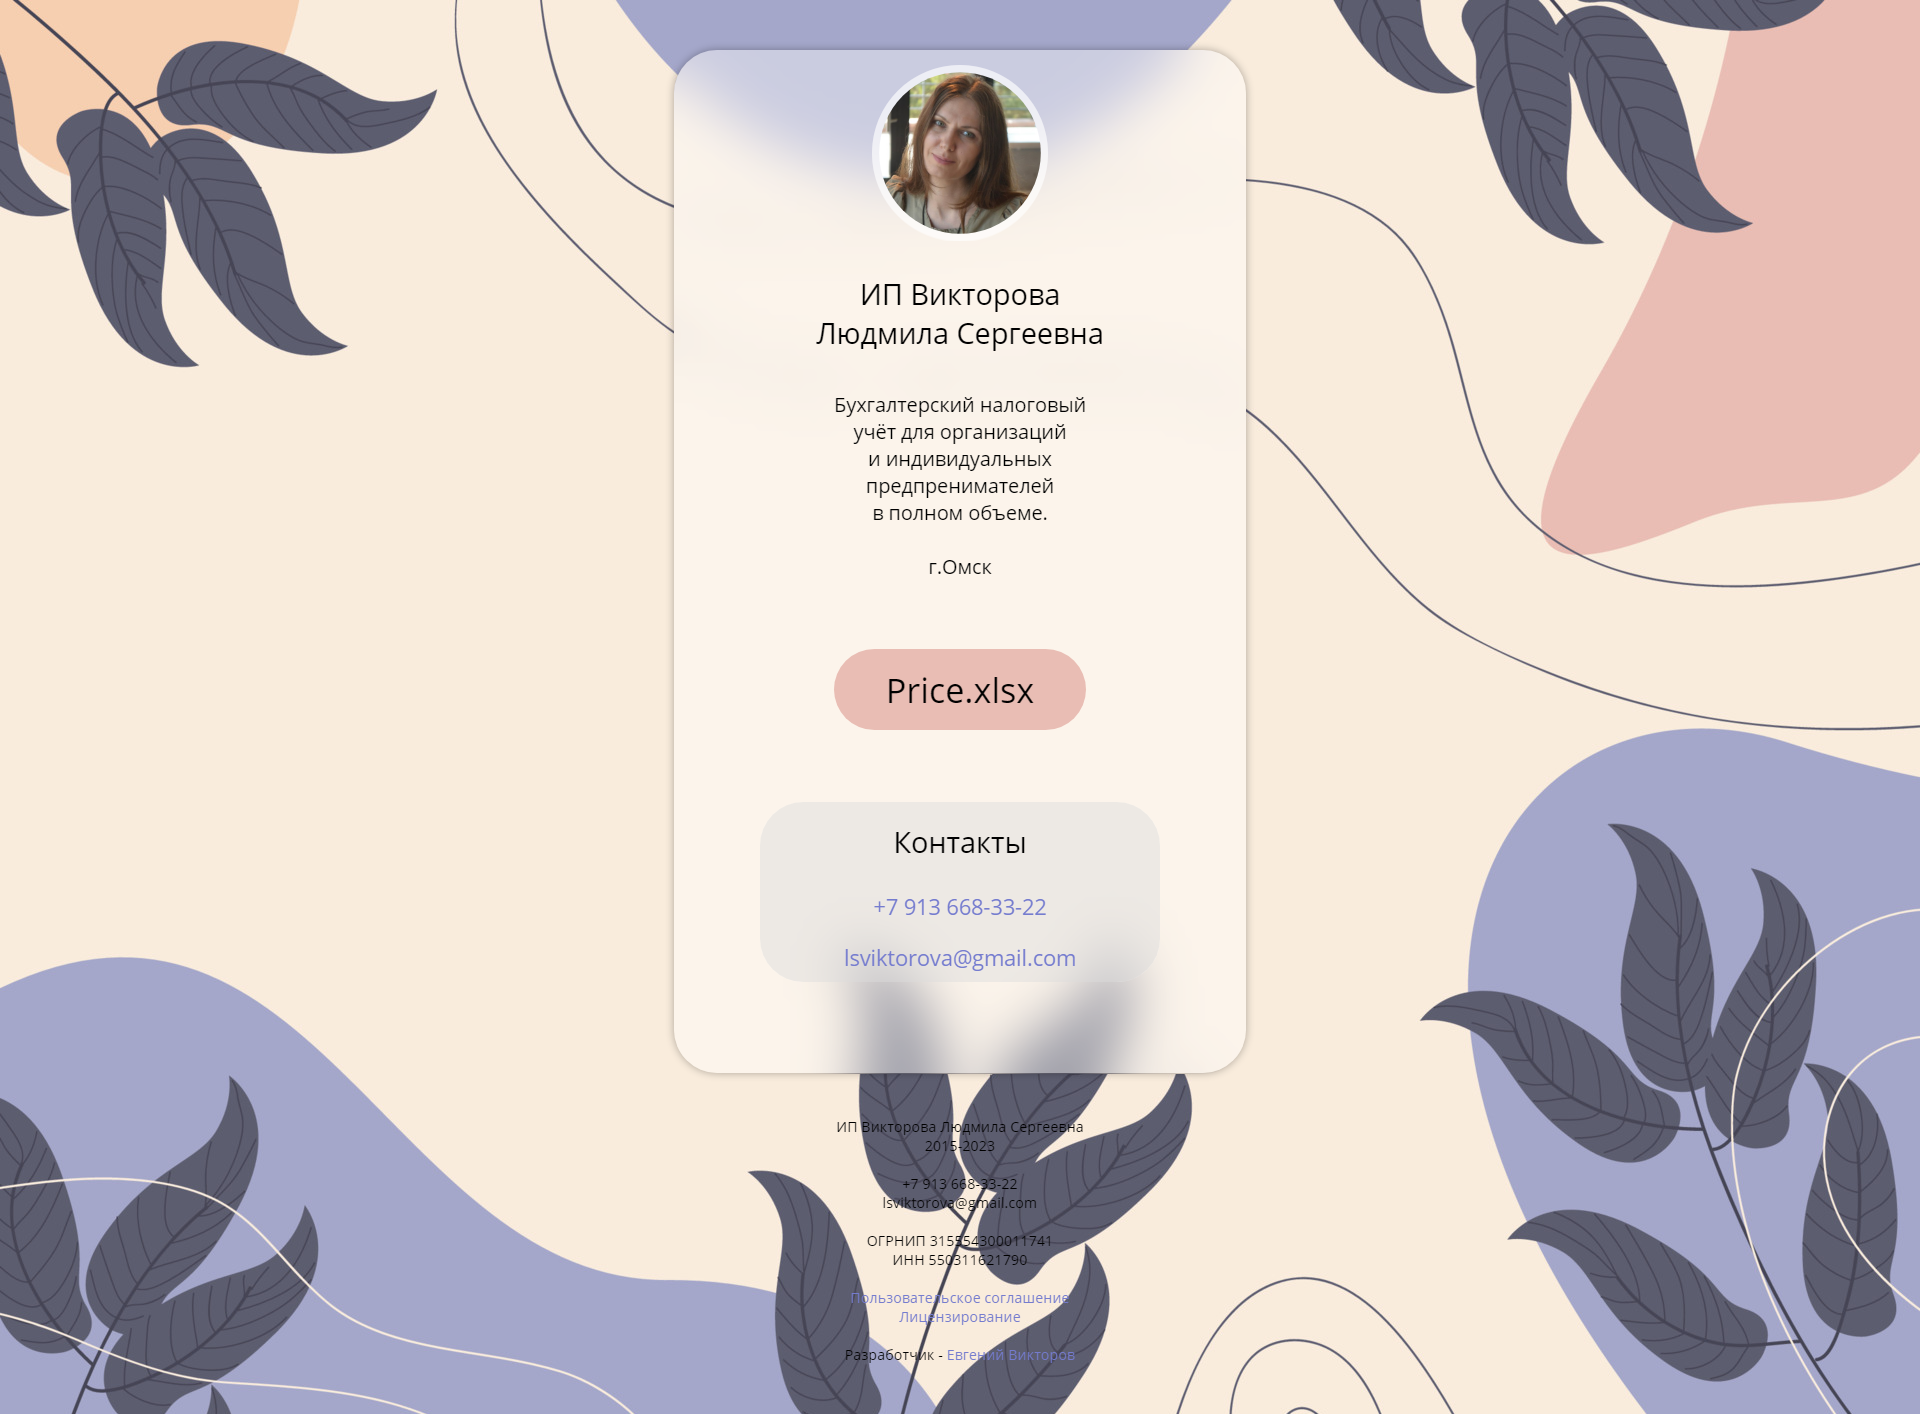 ИП Викторова
Людмила Сергеевна
Бухгалтерский налоговый
учёт для организаций
и индивидуальных
предпренимателей
в полном объеме.
г.Омск
Price.xlsx
Контакты
+7 913 668-33-22
lsviktorova@gmail.com
ИП Викторова Людмила Сергеевна
2015-2023
+7 913 668-33-22
lsviktorova@gmail.com
ОГРНИП 315554300011741
ИНН 550311621790
Пользовательское соглашение
Лицензирование
Разработчик - Евгений Викторов